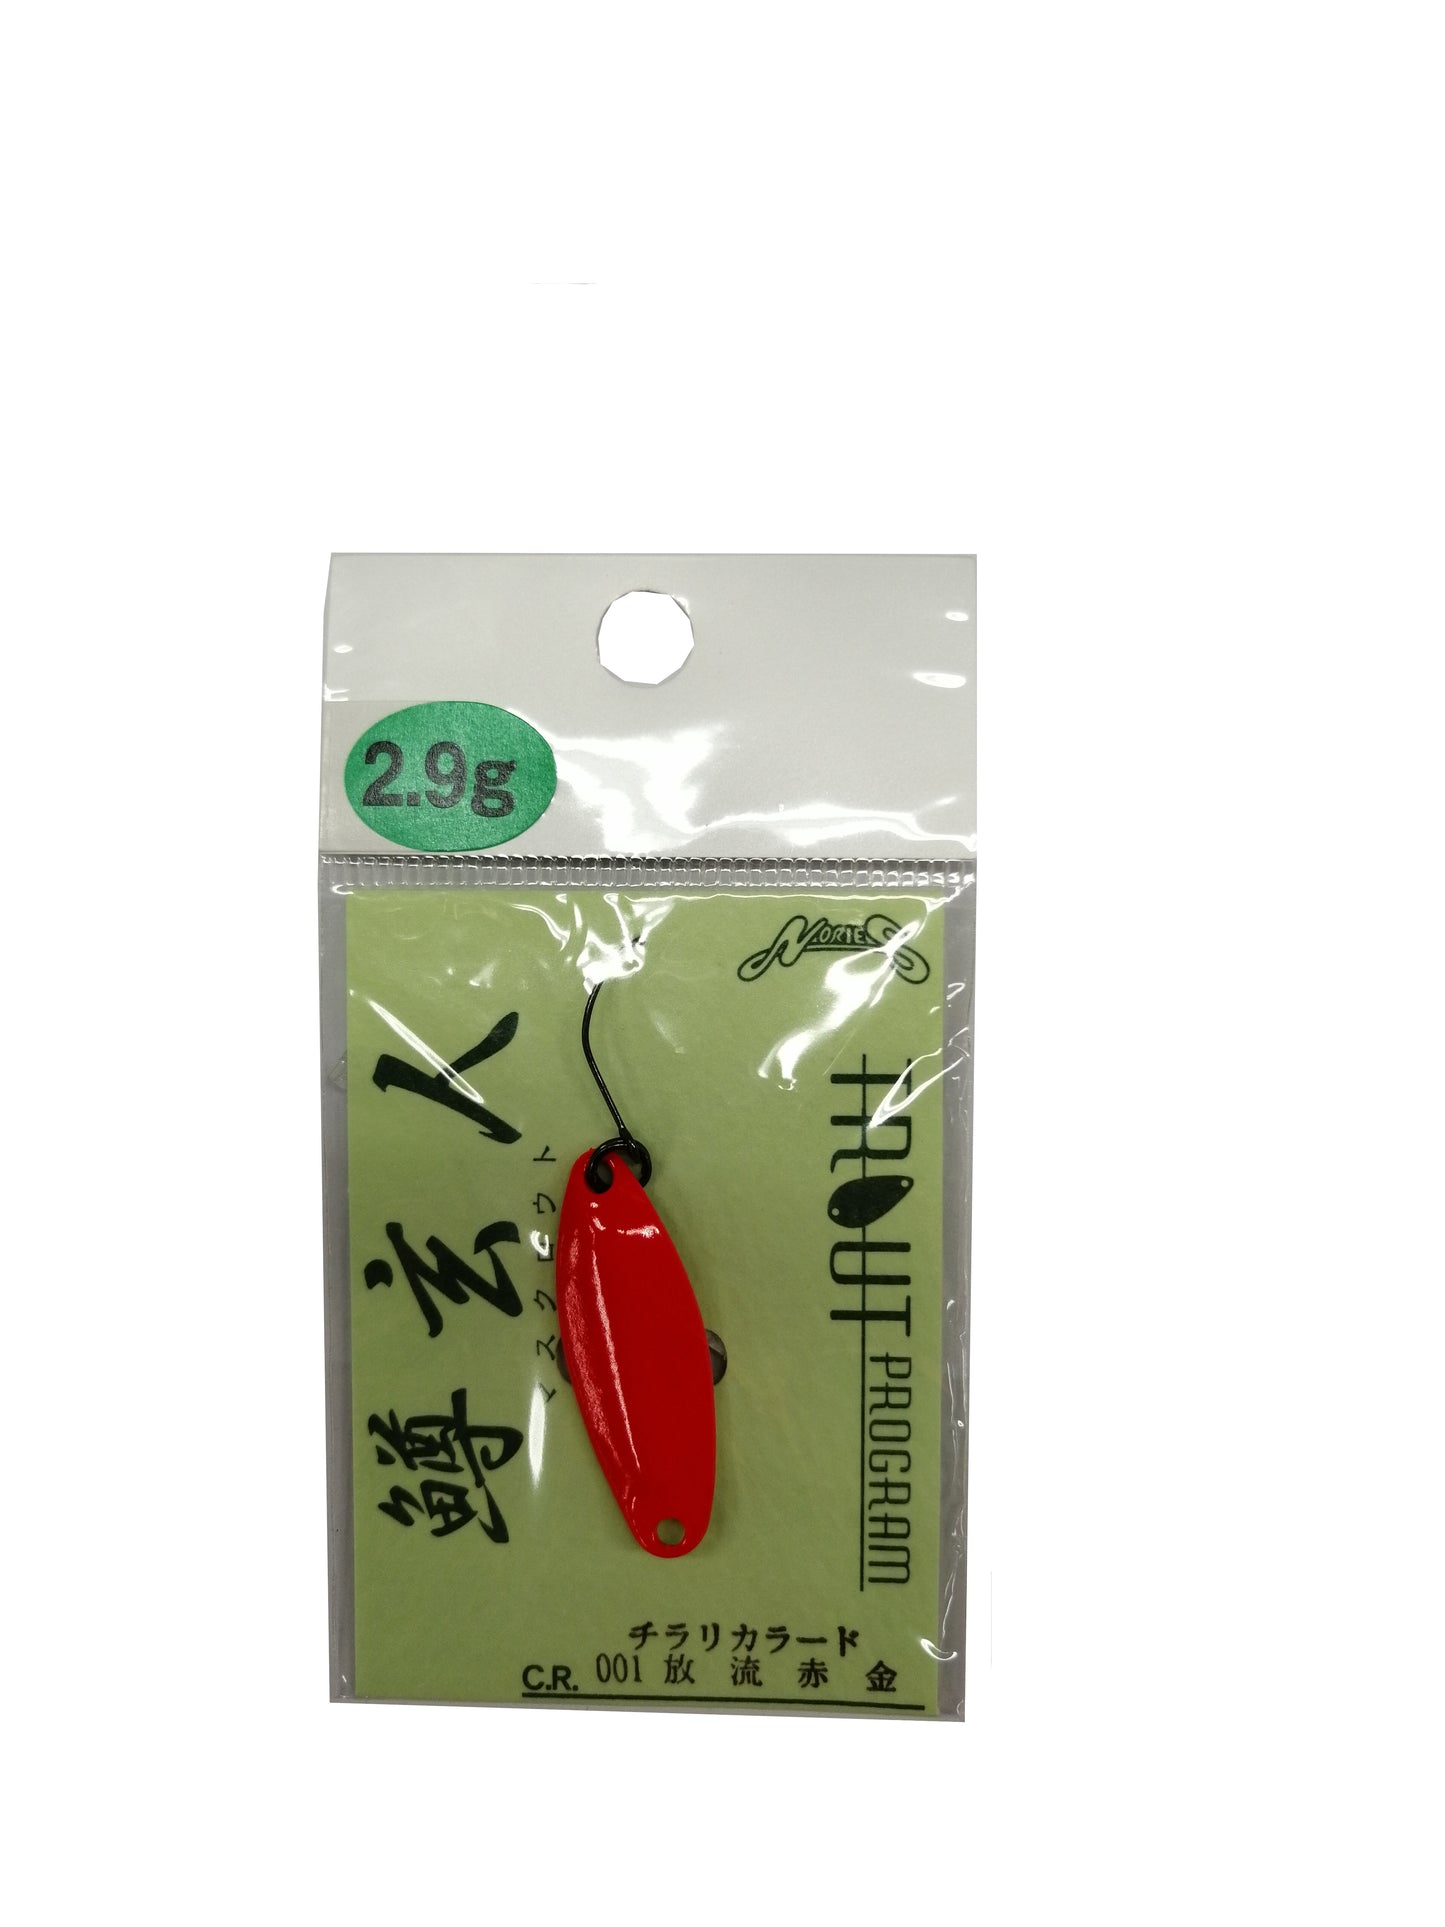 2.9g
NORIES
TROUT
PROGRAM
鱒玄人
マスクロウト
チラリカラード
C.R. 001 放 流 赤 金